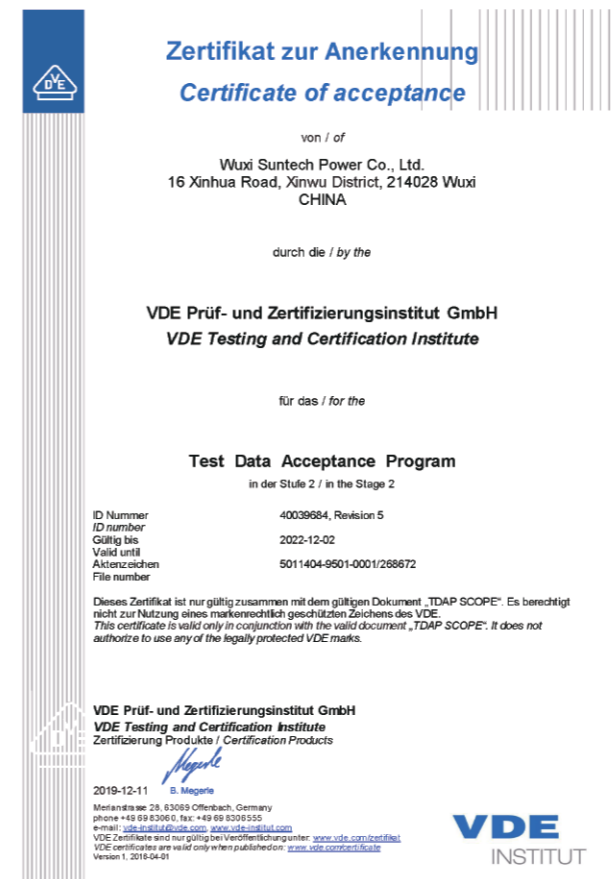 VDE
Zertifikat zur Anerkennung
Certificate of acceptance
von / of
Wuxi Suntech Power Co., Ltd.
16 Xinhua Road, Xinwu District, 214028 Wuxi
CHINA
durch die / by the
VDE Prüf- und Zertifizierungsinstitut GmbH
VDE Testing and Certification Institute
für das / for the
Test Data Acceptance Program
in der Stufe 2 / in the Stage 2
ID Nummer 40039684, Revision 5
ID number
Gültig bis 2022-12-02
Valid until
Aktenzeichen 5011404-9501-0001/268672
File number
Dieses Zertifikat ist nur gültig zusammen mit dem gültigen Dokument „TDAP SCOPE“. Es berechtigt
nicht zur Nutzung eines markenrechtlich geschützten Zeichens des VDE.
This certificate is valid only in conjunction with the valid document „TDAP SCOPE“. It does not
authorize to use any of the legally protected VDE marks.
VDE Prüf- und Zertifizierungsinstitut GmbH
VDE Testing and Certification Institute
Zertifizierung Produkte / Certification Products
Megerle
2019-12-11 B. Megerle
Merianstrasse 28, 63069 Offenbach, Germany
phone +49 69 83060, fax: +49 69 8306555
e-mail: vde-institut@vde.com, www.vde-institut.com
VDE Zertifikate sind nur gültig bei Veröffentlichung unter: www.vde.com/zertifikat
VDE certificates are valid only when published on: www.vde.com/certificate
Version 1, 2016-04-01
VDE
VDE
INSTITUT